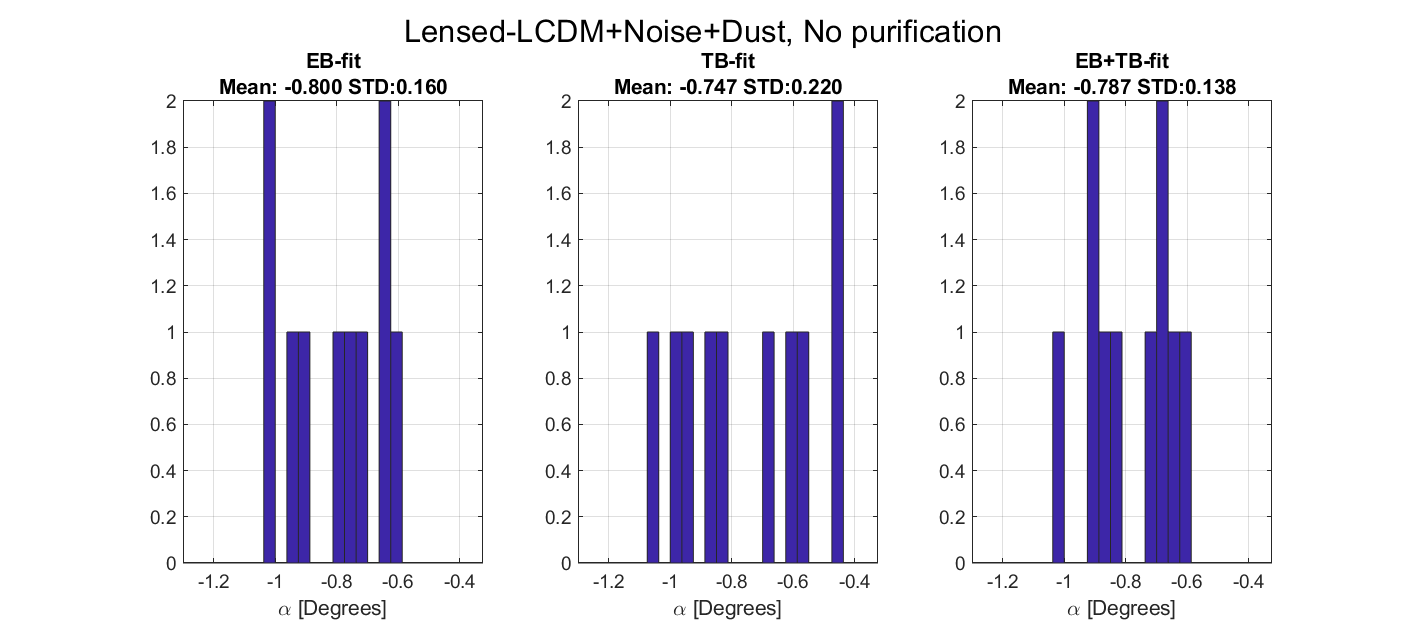 Lensed-LCDM+Noise+Dust, No purification
EB-fit
Mean: -0.800 STD:0.160
2
1.8
1.6
1.4
1.2
1
0.8
0.6
0.4
0.2
0
-1.2 -1 -0.8 -0.6 -0.4
α [Degrees]
TB-fit
Mean: -0.747 STD:0.220
2
1.8
1.6
1.4
1.2
1
0.8
0.6
0.4
0.2
0
-1.2 -1 -0.8 -0.6 -0.4
α [Degrees]
EB+TB-fit
Mean: -0.787 STD:0.138
2
1.8
1.6
1.4
1.2
1
0.8
0.6
0.4
0.2
0
-1.2 -1 -0.8 -0.6 -0.4
α [Degrees]